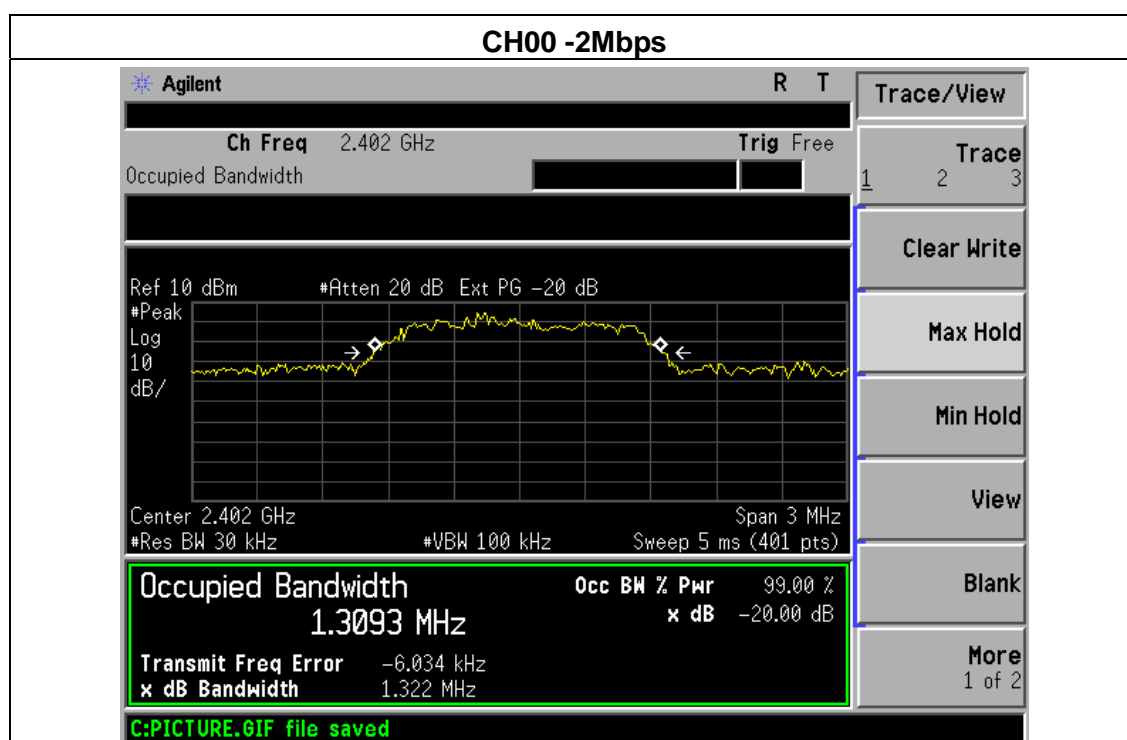 CH00 -2Mbps
Agilent R T
Ch Freq 2.402 GHz Trig Free
Occupied Bandwidth
Ref 10 dBm #Atten 20 dB Ext PG -20 dB
#Peak
Log
10
dB/
Center 2.402 GHz Span 3 MHz
#Res BW 30 kHz #VBW 100 kHz Sweep 5 ms (401 pts)
Occupied Bandwidth Occ BW % Pwr 99.00 %
1.3093 MHz x dB -20.00 dB
Transmit Freq Error -6.034 kHz
x dB Bandwidth 1.322 MHz
C:PICTURE.GIF file saved
Trace/View
Trace
1 2 3
Clear Write
Max Hold
Min Hold
View
Blank
More
1 of 2